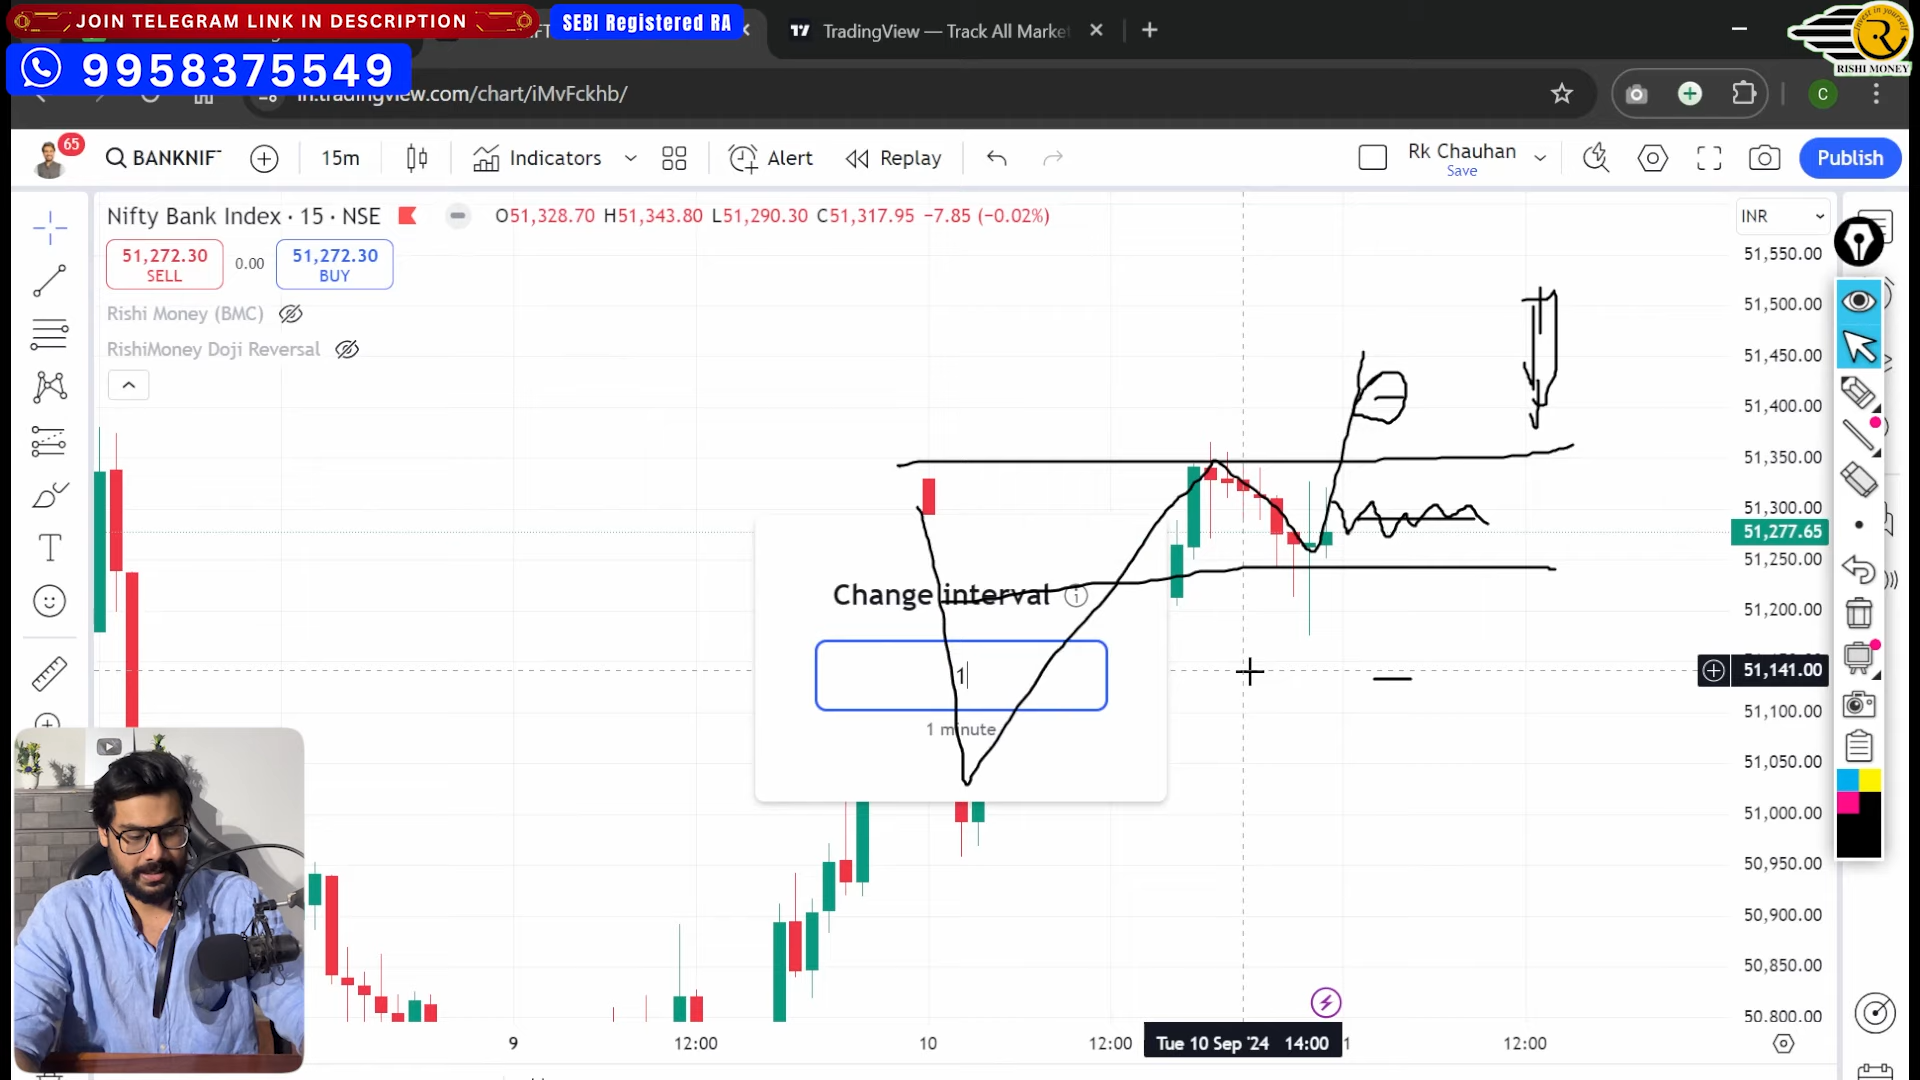 JOIN TELEGRAM LINK IN DESCRIPTION
SEBI Registered RA
9958375549
TradingView — Track All Marke
in.tradingview.com/chart/iMvFckhb/
C
RISHI MONEY
65
BANKNIF
15m
Indicators
Alert
Replay
Rk Chauhan
Save
Publish
Nifty Bank Index · 15 · NSE
O51,328.70 H51,343.80 L51,290.30 C51,317.95 −7.85 (−0.02%)
INR
51,272.30
SELL
0.00
51,272.30
BUY
Rishi Money (BMC)
RishiMoney Doji Reversal
51,550.00
51,500.00
51,450.00
51,400.00
51,350.00
51,300.00
51,277.65
51,250.00
51,200.00
51,141.00
51,100.00
51,050.00
51,000.00
50,950.00
50,900.00
50,850.00
50,800.00
Change interval
1
1 minute
9
12:00
10
12:00
Tue 10 Sep '24 14:00
1
12:00